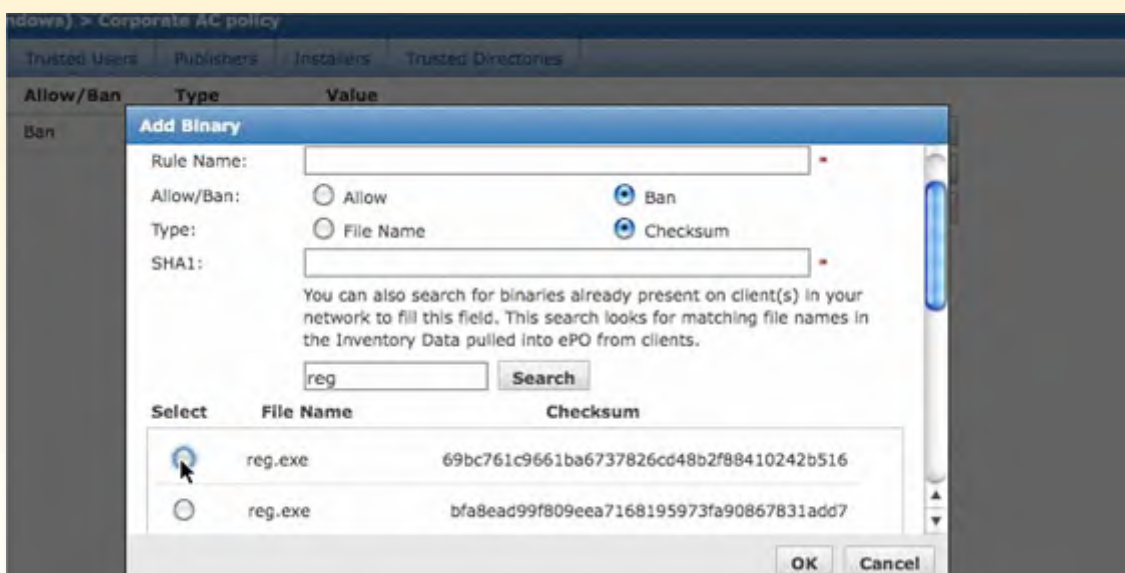 ndows) > Corporate AC policy
Trusted Users Publishers Installers Trusted Directories
Allow/Ban Type Value
Ban
Add Binary
Rule Name:
Allow/Ban: Allow Ban
Type: File Name Checksum
SHA1:
You can also search for binaries already present on client(s) in your
network to fill this field. This search looks for matching file names in
the Inventory Data pulled into ePO from clients.
reg Search
Select File Name Checksum
reg.exe 69bc761c9661ba6737826cd48b2f88410242b516
reg.exe bfa8ead99f809eea7168195973fa90867831add7
OK Cancel